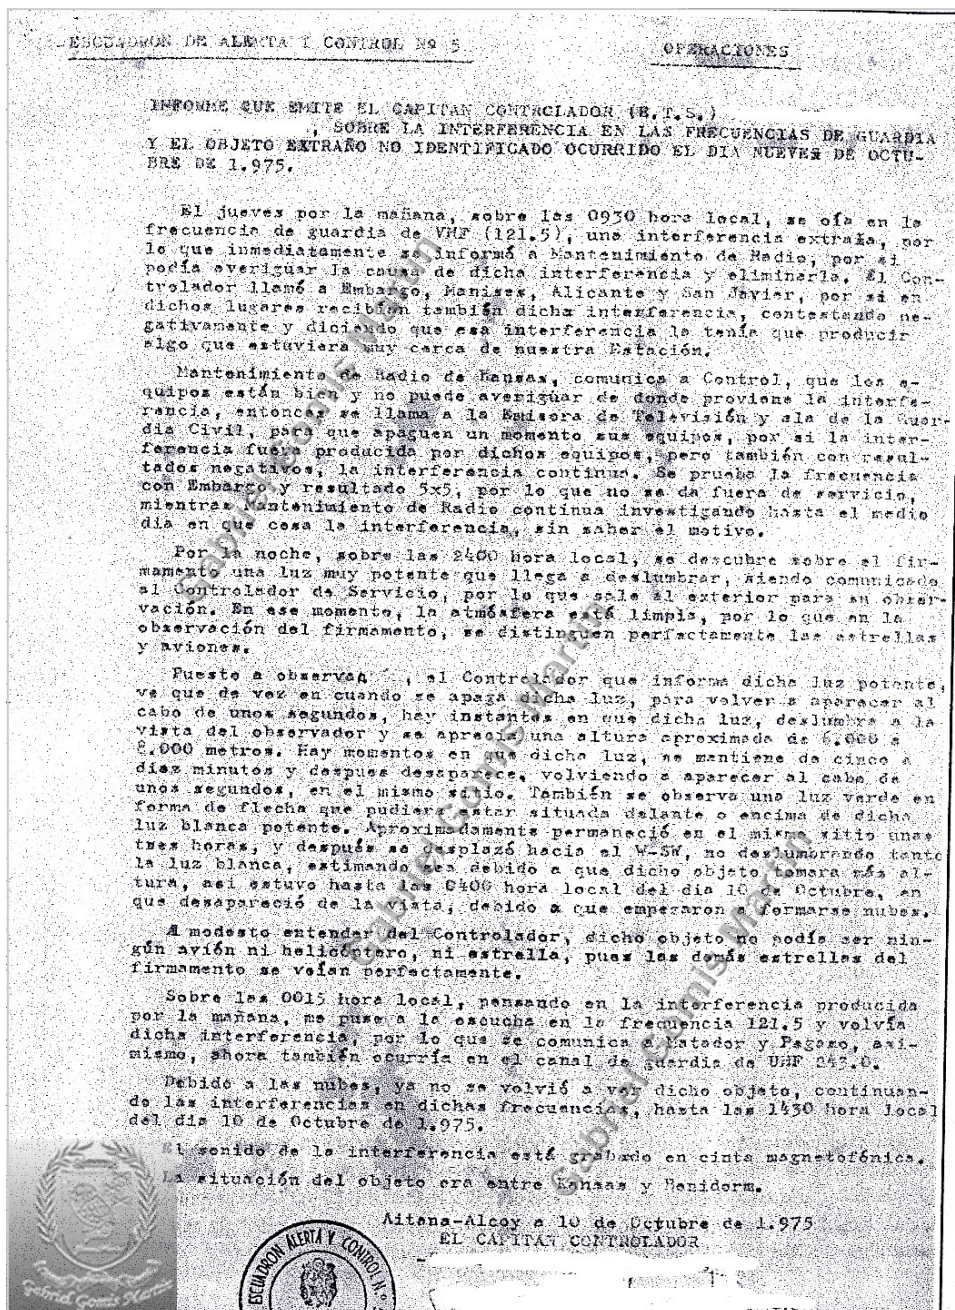 ESCUADRON DE ALERTA Y CONTROL Nº 5
OPERACIONES
INFORME QUE EMITE EL CAPITAN CONTROLADOR (E.T.S.)
, SOBRE LA INTERFERENCIA EN LAS FRECUENCIAS DE GUARDIA
Y EL OBJETO EXTRAÑO NO IDENTIFICADO OCURRIDO EL DIA NUEVE DE OCTU-
BRE DE 1.975.
El jueves por la mañana, sobre las 0930 hora local, se oía en la
frecuencia de guardia de VHF (121.5), una interferencia extraña, por
lo que inmediatamente se informó a Mantenimiento de Radio, por si
podía averiguar la causa de dicha interferencia y eliminarla. El Con-
trolador llamó a Embargo, Manises, Alicante y San Javier, por si en
dichos lugares recibían también dicha interferencia, contestando ne-
gativamente y diciendo que esa interferencia la tenía que producir
algo que estuviera muy cerca de nuestra Estación.
Mantenimiento de Radio de Kansas, comunica a Control, que los e-
quipos están bien y no puede averiguar de donde proviene la interfe-
rencia, entonces se llama a la Emisora de Televisión y a la de la Guar-
dia Civil, para que apaguen un momento sus equipos, por si la inter-
ferencia fuera producida por dichos equipos, pero también con resul-
tados negativos, la interferencia continua. Se prueba la frecuencia
con Embargo y resultado 5x5, por lo que no se da fuera de servicio,
mientras Mantenimiento de Radio continua investigando hasta el medio
día en que cesa la interferencia, sin saber el motivo.
Por la noche, sobre las 2400 hora local, se descubre sobre el fir-
mamento una luz muy potente que llega a deslumbrar, siendo comunicado
al Controlador de Servicio, por lo que sale al exterior para su obser-
vación. En ese momento, la atmósfera está limpia, por lo que en la
observación del firmamento, se distinguen perfectamente las estrellas
y aviones.
Puesto a observar , el Controlador que informa dicha luz potente,
ve que de vez en cuando se apaga dicha luz, para volver a aparecer al
cabo de unos segundos, hay instantes en que dicha luz, deslumbra a la
vista del observador y se aprecia una altura aproximada de 6.000 a
8.000 metros. Hay momentos en que dicha luz, se mantiene de cinco a
diez minutos y despues desaparece, volviendo a aparecer al cabo de
unos segundos, en el mismo sitio. También se observa una luz verde en
forma de flecha que pudiera estar situada delante o encima de dicha
luz blanca potente. Aproximadamente permaneció en el mismo sitio unas
tres horas, y después se desplazó hacia el W-SW, no deslumbrando tanto
la luz blanca, estimando sea debido a que dicho objeto tomara más al-
tura, asi estuvo hasta las 0400 hora local del dia 10 de Octubre, en
que desapareció de la vista, debido a que empezaron a formarse nubes.
A modesto entender del Controlador, dicho objeto no podía ser nin-
gún avión ni helicóptero, ni estrella, pues las demás estrellas del
firmamento se veían perfectamente.
Sobre las 0015 hora local, pensando en la interferencia producida
por la mañana, me puse a la escucha en la frecuencia 121.5 y volvía
dicha interferencia, por lo que se comunica a Matador y Pegaso, asi-
mismo, ahora también ocurría en el canal de guardia de UHF 243.0.
Debido a las nubes, ya no se volvió a ver dicho objeto, continuan-
do las interferencias en dichas frecuencias, hasta las 1430 hora local
del dia 10 de Octubre de 1.975.
El sonido de la interferencia está grabado en cinta magnetofónica.
La situación del objeto era entre Kansas y Benidorm.
Aitana-Alcoy a 10 de Octubre de 1.975
EL CAPITAN CONTROLADOR
ESCUADRON ALERTA Y CONTROL N.º
Gabriel Gomis Martin
Gabriel Gomis Martin
Gabriel Gomis Martin
Gabriel Gomis Martin